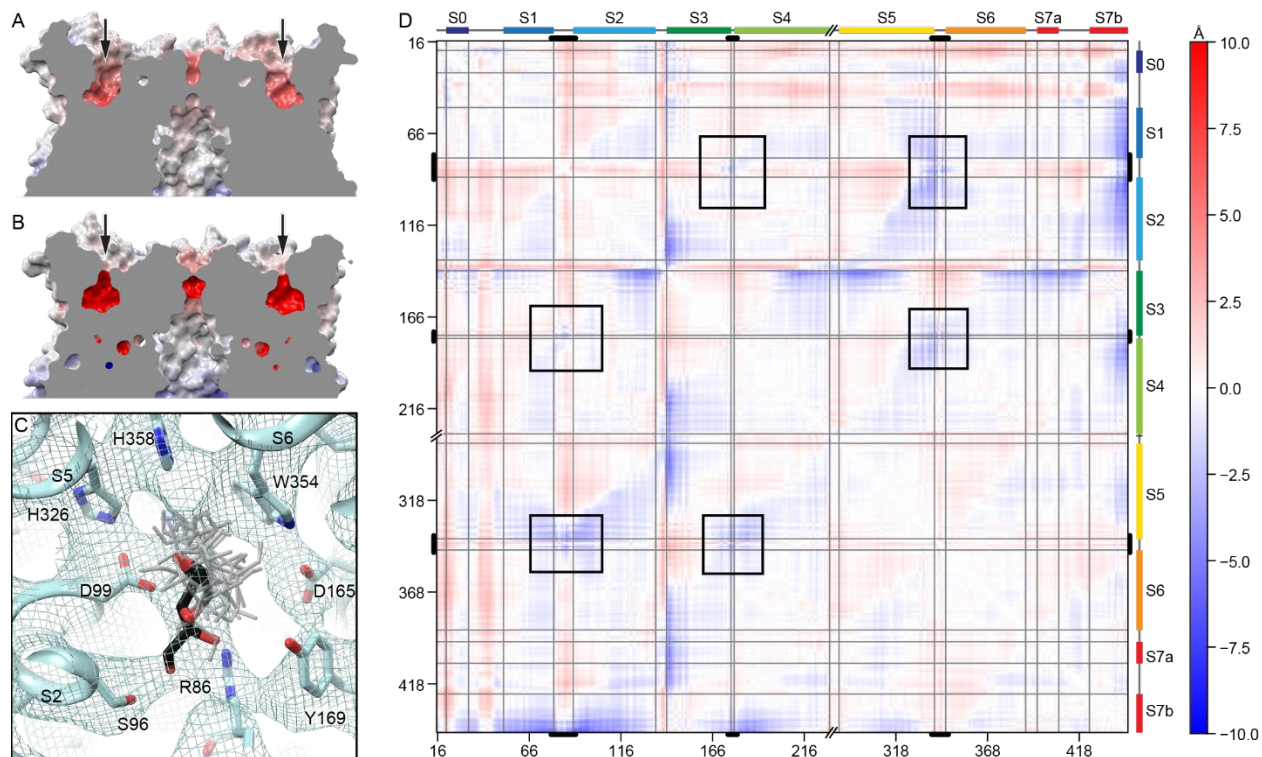 A
B
C
H358
S6
S5
W354
H326
D99
D165
S2
R86
S96
Y169
D
S0 S1 S2 S3 S4 S5 S6 S7a S7b
Å
16
66
116
166
216
318
368
418
16 66 116 166 216 318 368 418
S0
S1
S2
S3
S4
S5
S6
S7a
S7b
10.0
7.5
5.0
2.5
0.0
-2.5
-5.0
-7.5
-10.0